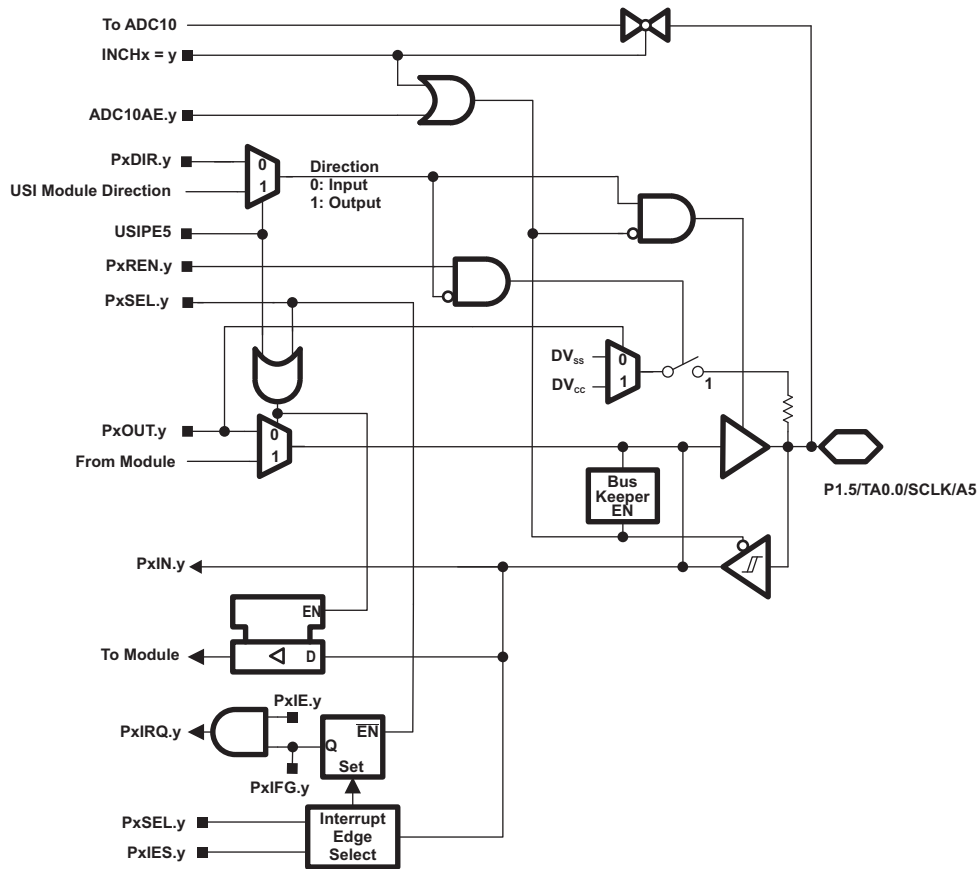 To ADC10
INCHx = y
ADC10AE.y
PxDIR.y
0
1
Direction
0: Input
1: Output
USI Module Direction
USIPE5
PxREN.y
PxSEL.y
DVSS
0
DVCC
1
1
PxOUT.y
0
From Module
1
Bus
Keeper
EN
P1.5/TA0.0/SCLK/A5
PxIN.y
EN
To Module
D
PxIE.y
PxIRQ.y
EN
Q
Set
PxIFG.y
PxSEL.y
PxIES.y
Interrupt
Edge
Select